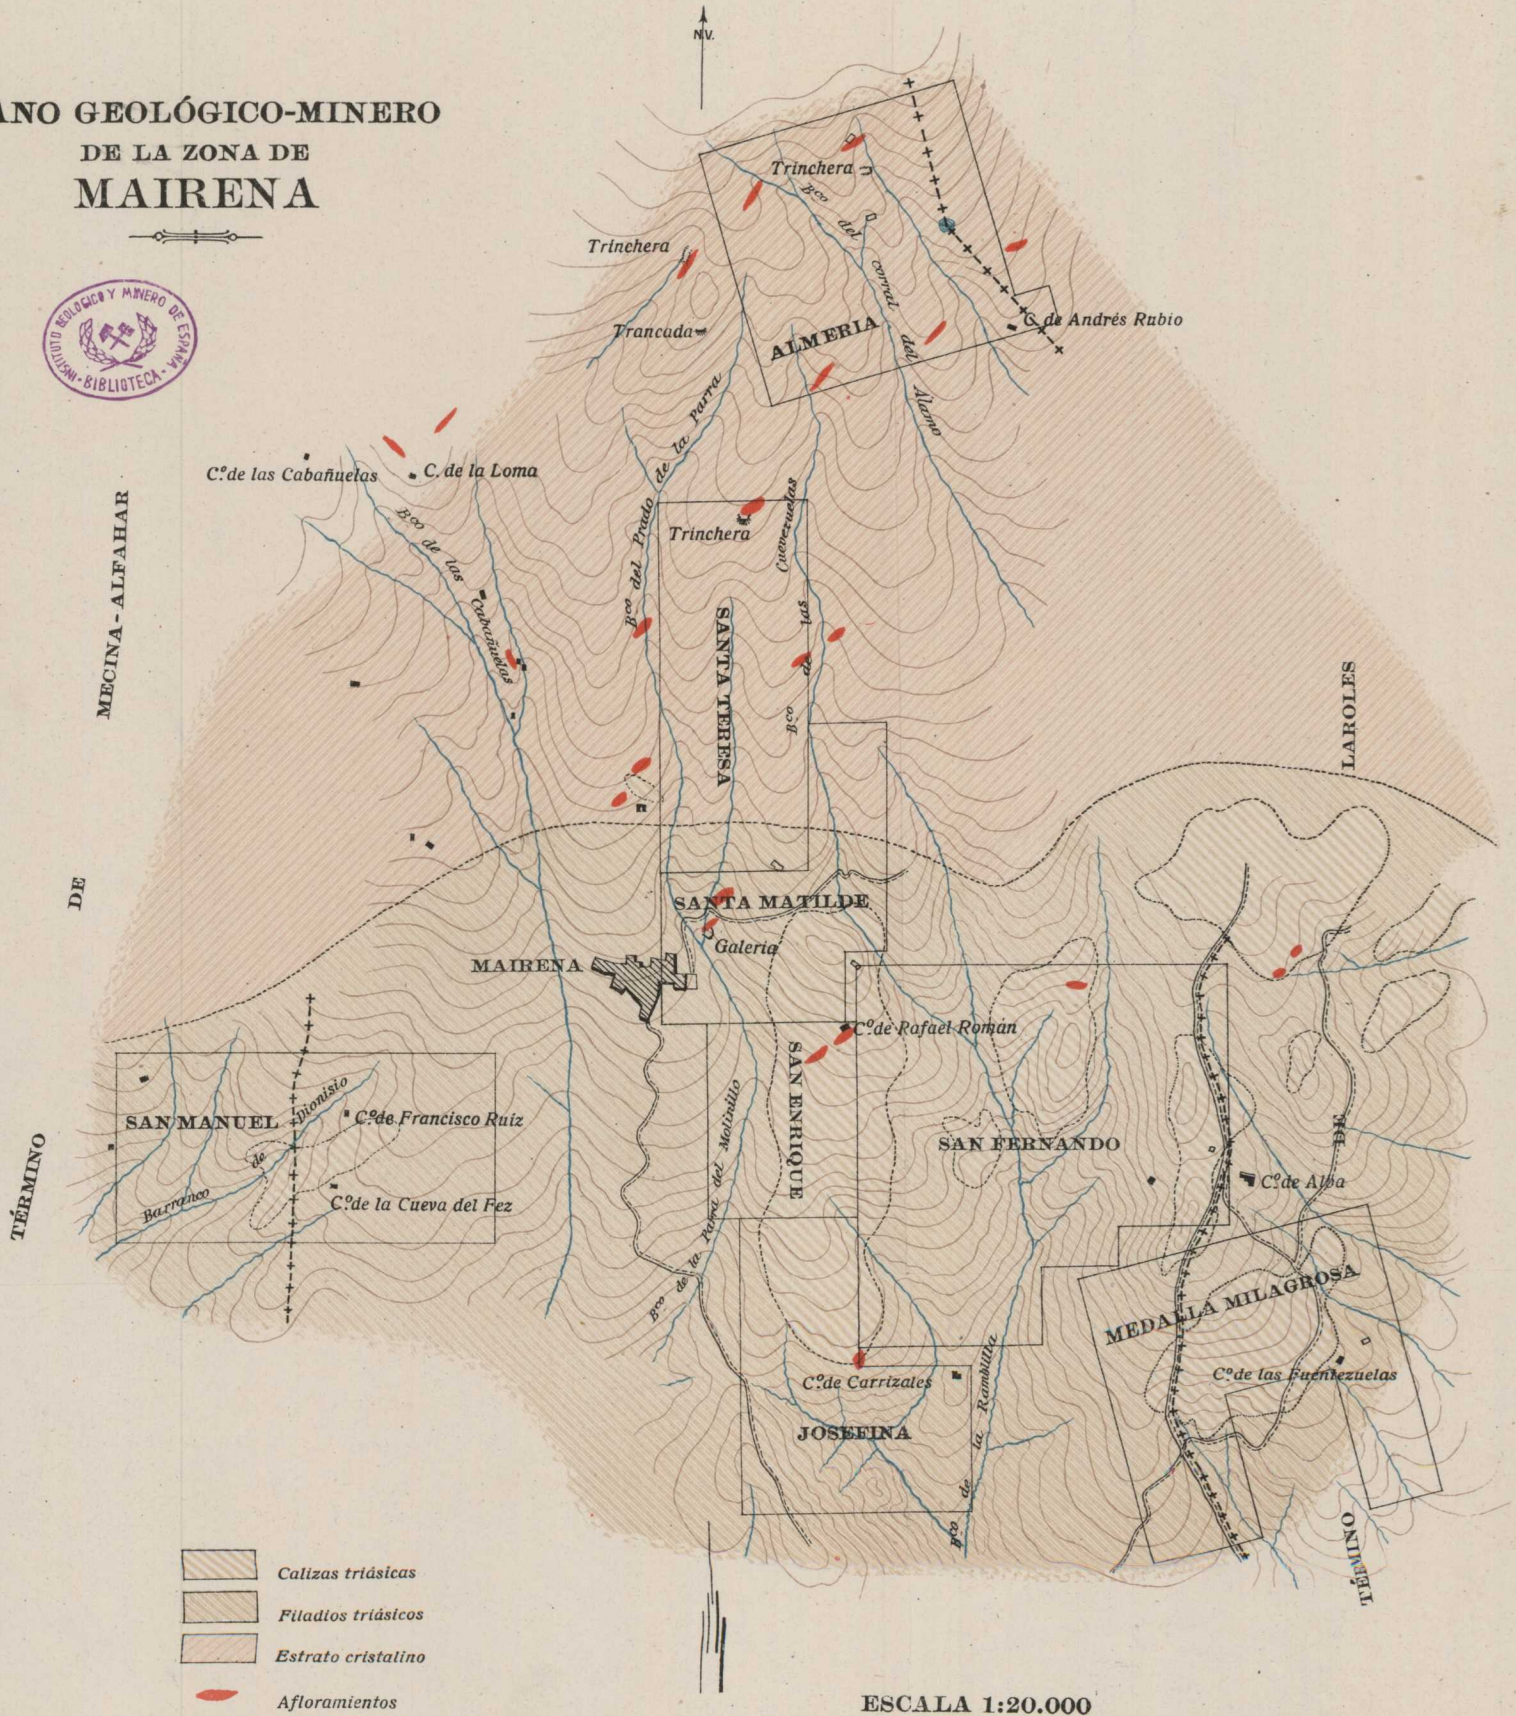 ANO GEOLÓGICO-MINERO
DE LA ZONA DE
MAIRENA
INSTITUTO GEOLOGICO Y MINERO DE ESPAÑA
- BIBLIOTECA -
N.V.
Trinchera
Bco del corral del Álamo
Trinchera
Trancada
ALMERIA
C. de Andrés Rubio
Co. de las Cabañuelas
C. de la Loma
Bco de las Cabañuelas
Bco del Prado de la Parra
Trinchera
Bco de las Cuevezuelas
SANTA TERESA
TÉRMINO DE MECINA-ALFAHAR
TÉRMINO DE LAROLES
SANTA MATILDE
Galeria
MAIRENA
Co. de Rafael Román
SAN ENRIQUE
SAN MANUEL
Barranco de Dionisio
Co. de Francisco Ruiz
Co. de la Cueva del Fez
SAN FERNANDO
Co. de Alba
Bco de la Pama del Molinillo
MEDALLA MILAGROSA
Co. de las Fuentezuelas
Co. de Carrizales
JOSEFINA
Bco de la Rambilla
Calizas triásicas
Filadios triásicos
Estrato cristalino
Afloramientos
ESCALA 1:20.000